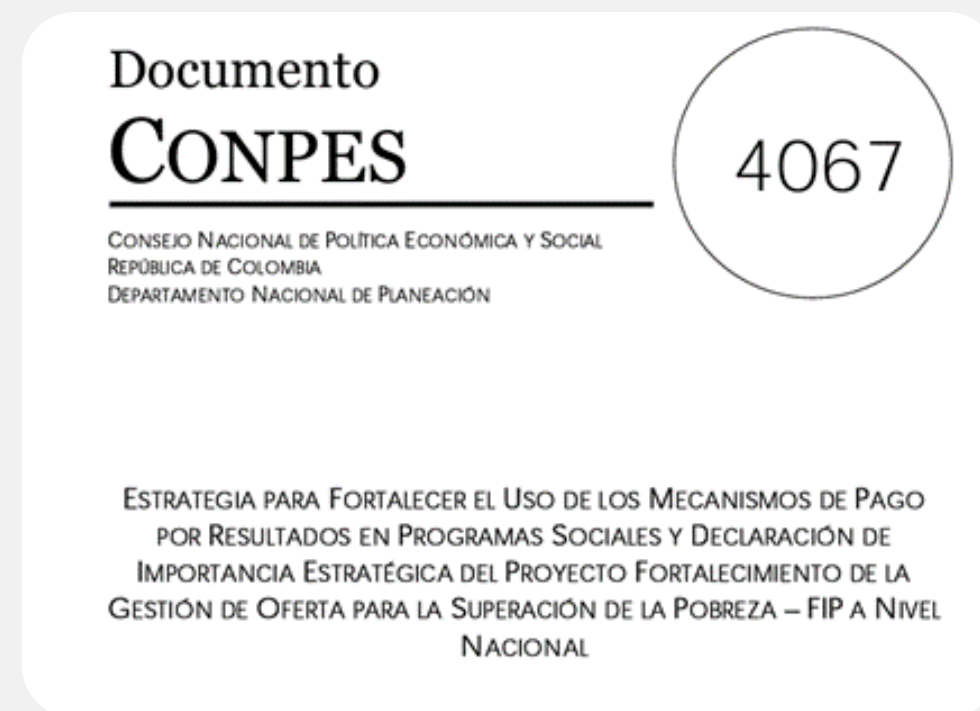 Documento
CONPES
4067
CONSEJO NACIONAL DE POLÍTICA ECONÓMICA Y SOCIAL
REPÚBLICA DE COLOMBIA
DEPARTAMENTO NACIONAL DE PLANEACIÓN
ESTRATEGIA PARA FORTALECER EL USO DE LOS MECANISMOS DE PAGO
POR RESULTADOS EN PROGRAMAS SOCIALES Y DECLARACIÓN DE
IMPORTANCIA ESTRATÉGICA DEL PROYECTO FORTALECIMIENTO DE LA
GESTIÓN DE OFERTA PARA LA SUPERACIÓN DE LA POBREZA – FIP A NIVEL
NACIONAL